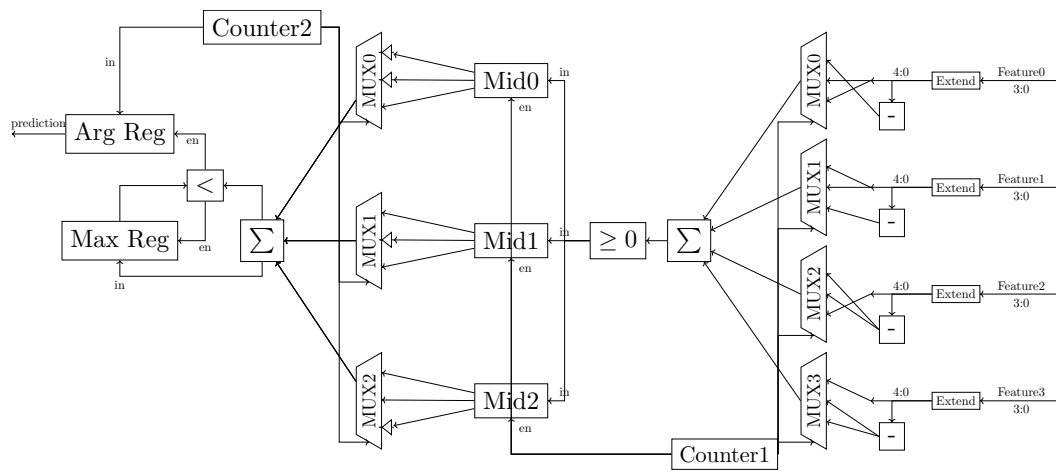 Counter2
in
prediction
Arg Reg
en
<
Max Reg
en
in
∑
MUX0
MUX1
MUX2
Mid0
in
en
Mid1
in
en
Mid2
in
en
≥ 0
∑
Counter1
MUX0
4:0
Extend
Feature0
3:0
-
MUX1
4:0
Extend
Feature1
3:0
-
MUX2
4:0
Extend
Feature2
3:0
-
MUX3
4:0
Extend
Feature3
3:0
-